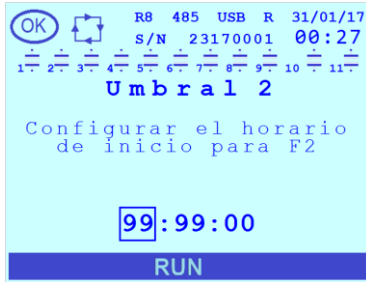 OK R8 485 USB R 31/01/17
S/N 23170001 00:27
1 2 3 4 5 6 7 8 9 10 11
Umbral 2
Configurar el horario
de inicio para F2
99:99:00
RUN